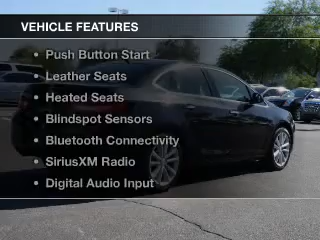 VEHICLE FEATURES
• Push Button Start
• Leather Seats
• Heated Seats
• Blindspot Sensors
• Bluetooth Connectivity
• SiriusXM Radio
• Digital Audio Input